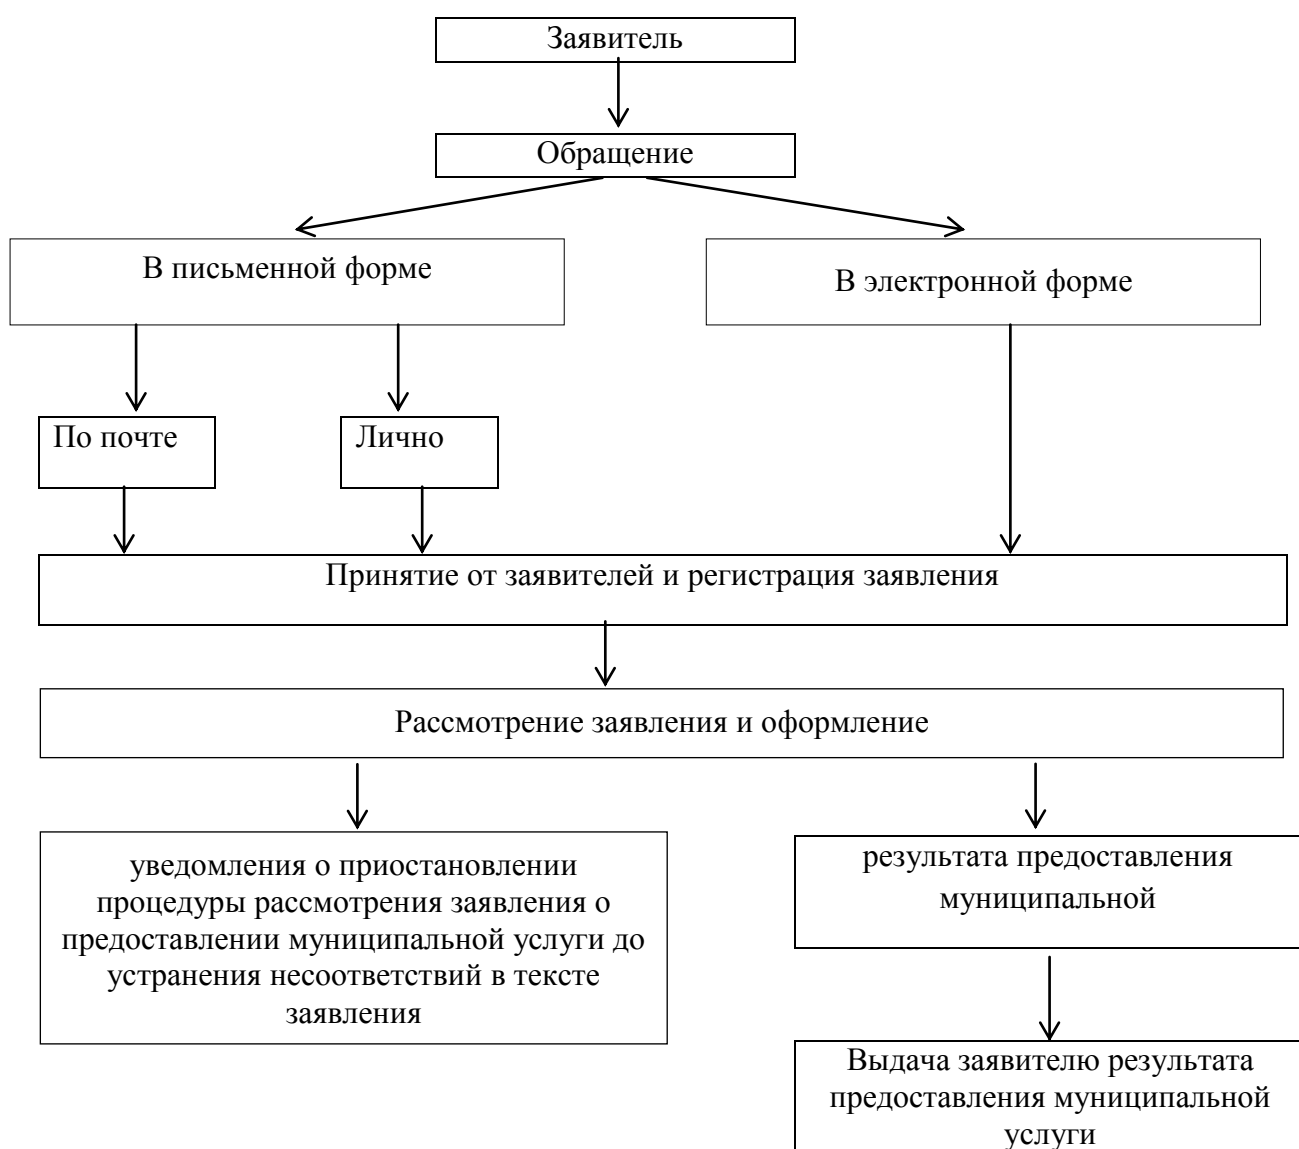 Заявитель
Обращение
В письменной форме
В электронной форме
По почте
Лично
Принятие от заявителей и регистрация заявления
Рассмотрение заявления и оформление
уведомления о приостановлении
процедуры рассмотрения заявления о
предоставлении муниципальной услуги до
устранения несоответствий в тексте
заявления
результата предоставления
муниципальной
Выдача заявителю результата
предоставления муниципальной
услуги